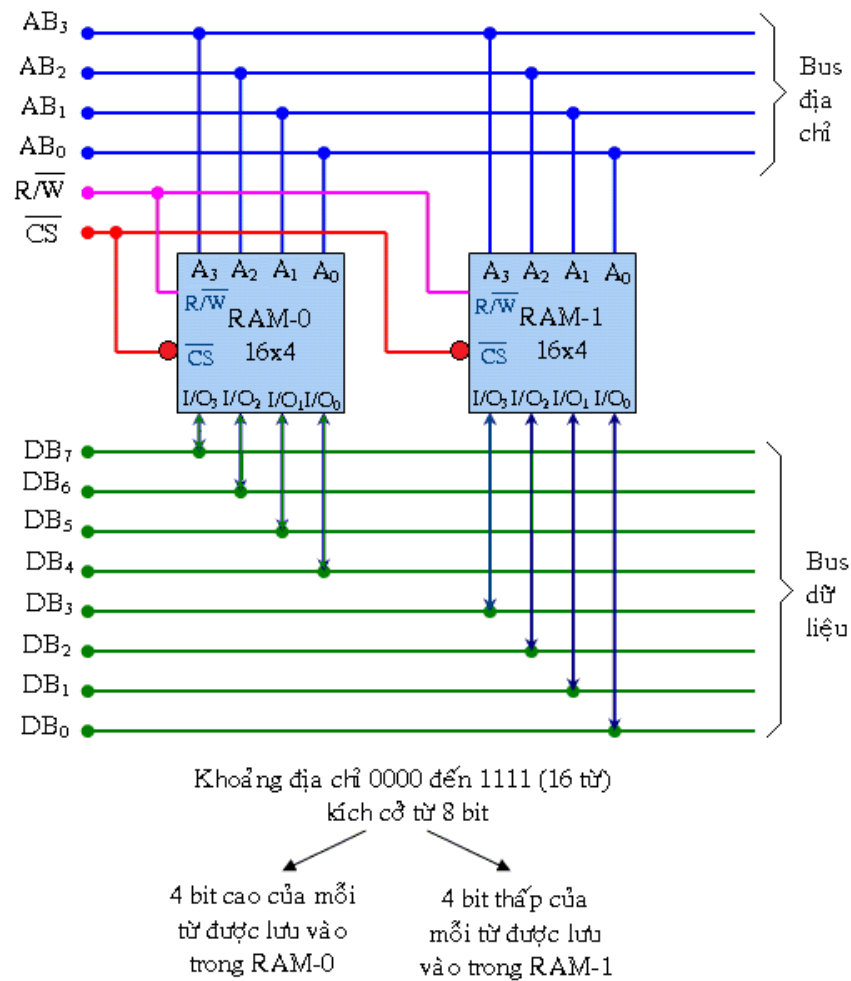 AB₃
AB₂
AB₁
AB₀
R/W̅
C̅S̅
Bus
địa
chỉ
A₃ A₂ A₁ A₀
R/W̅
RAM-0
C̅S̅ 16x4
I/O₃ I/O₂ I/O₁ I/O₀
A₃ A₂ A₁ A₀
R/W̅
RAM-1
C̅S̅ 16x4
I/O₃ I/O₂ I/O₁ I/O₀
DB₇
DB₆
DB₅
DB₄
DB₃
DB₂
DB₁
DB₀
Bus
dữ
liệu
Khoảng địa chỉ 0000 đến 1111 (16 từ)
kích cỡ từ 8 bit
4 bit cao của mỗi
từ được lưu vào
trong RAM-0
4 bit thấp của
mỗi từ được lưu
vào trong RAM-1